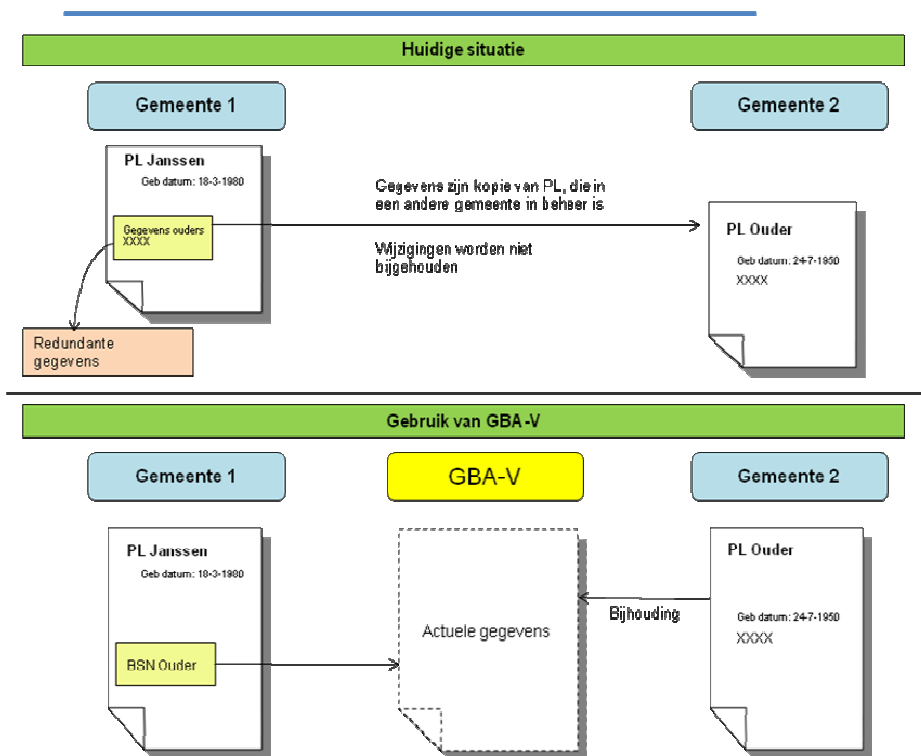 Huidige situatie
Gemeente 1
Gemeente 2
PL Janssen
Geb datum: 18-3-1980
Gegevens ouders
XXXX
Redundante
gegevens
Gegevens zijn kopie van PL, die in
een andere gemeente in beheer is
Wijzigingen worden niet
bijgehouden
PL Ouder
Geb datum: 24-7-1950
XXXX
Gebruik van GBA-V
Gemeente 1
GBA-V
Gemeente 2
PL Janssen
Geb datum: 18-3-1980
BSN Ouder
Actuele gegevens
Bijhouding
PL Ouder
Geb datum: 24-7-1950
XXXX